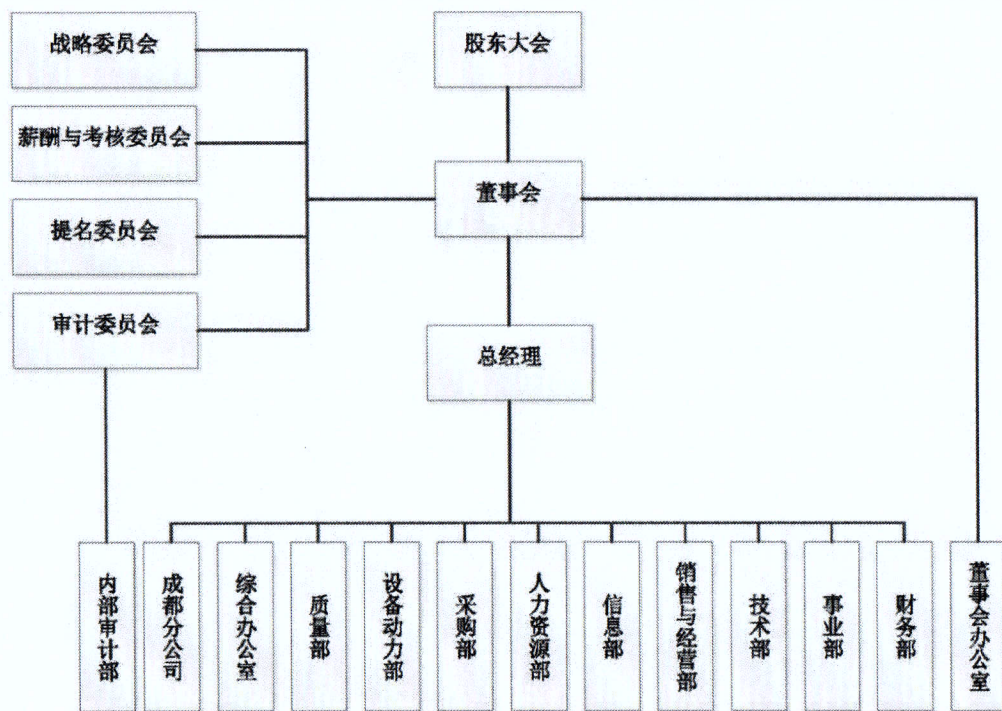 战略委员会
股东大会
薪酬与考核委员会
董事会
提名委员会
审计委员会
总经理
内部审计部
成都分公司
综合办公室
质量部
设备动力部
采购部
人力资源部
信息部
销售与经营部
技术部
事业部
财务部
董事会办公室